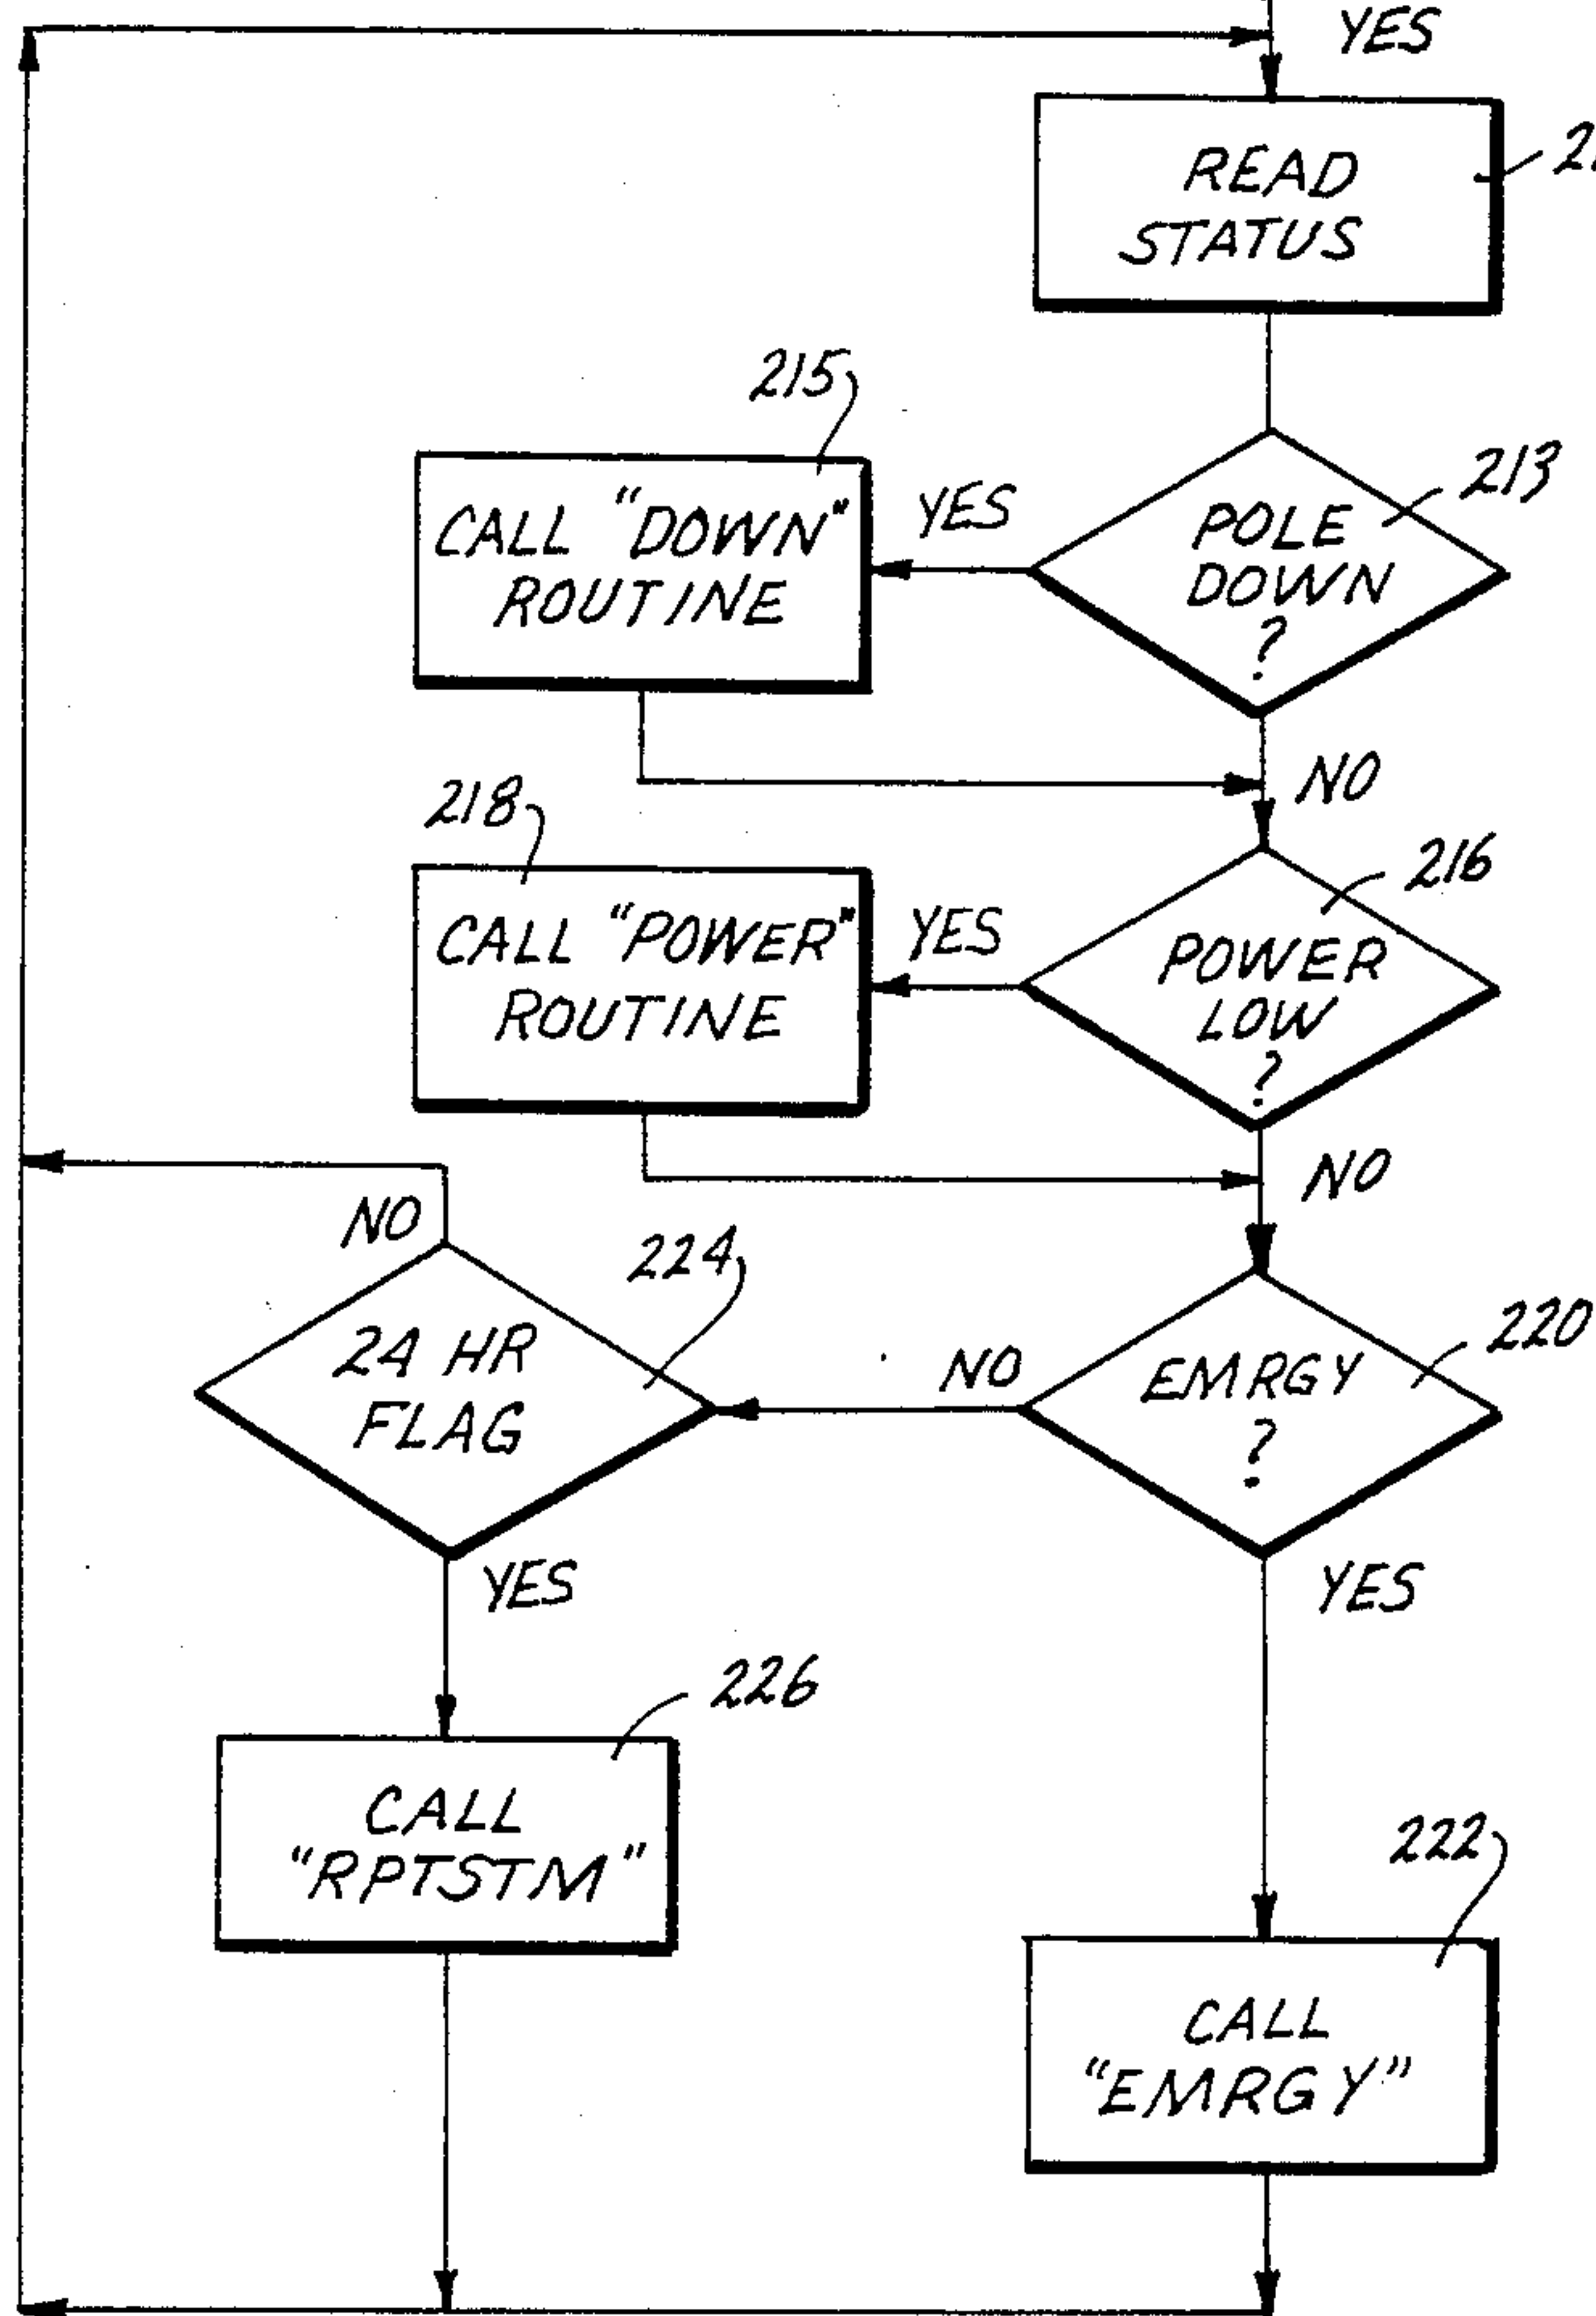 YES
READ
STATUS
215
213
CALL "DOWN"
ROUTINE
YES
POLE
DOWN
?
NO
218
216
CALL "POWER"
ROUTINE
YES
POWER
LOW
?
NO
NO
224
220
24 HR
FLAG
NO
EMRGY
?
YES
YES
226
CALL
"RPTSTM"
222
CALL
"EMRGY"